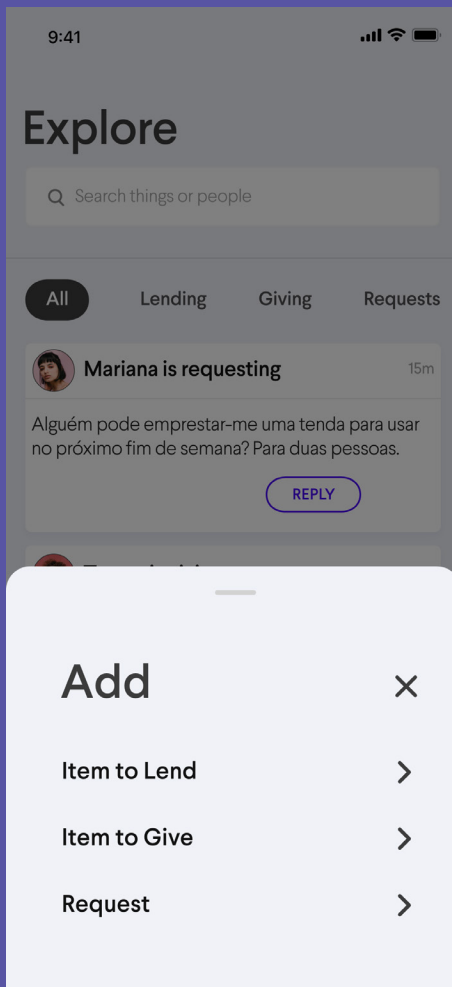 9:41
Explore
Search things or people
All Lending Giving Requests
Mariana is requesting 15m
Alguém pode emprestar-me uma tenda para usar
no próximo fim de semana? Para duas pessoas.
REPLY
Add
Item to Lend
Item to Give
Request